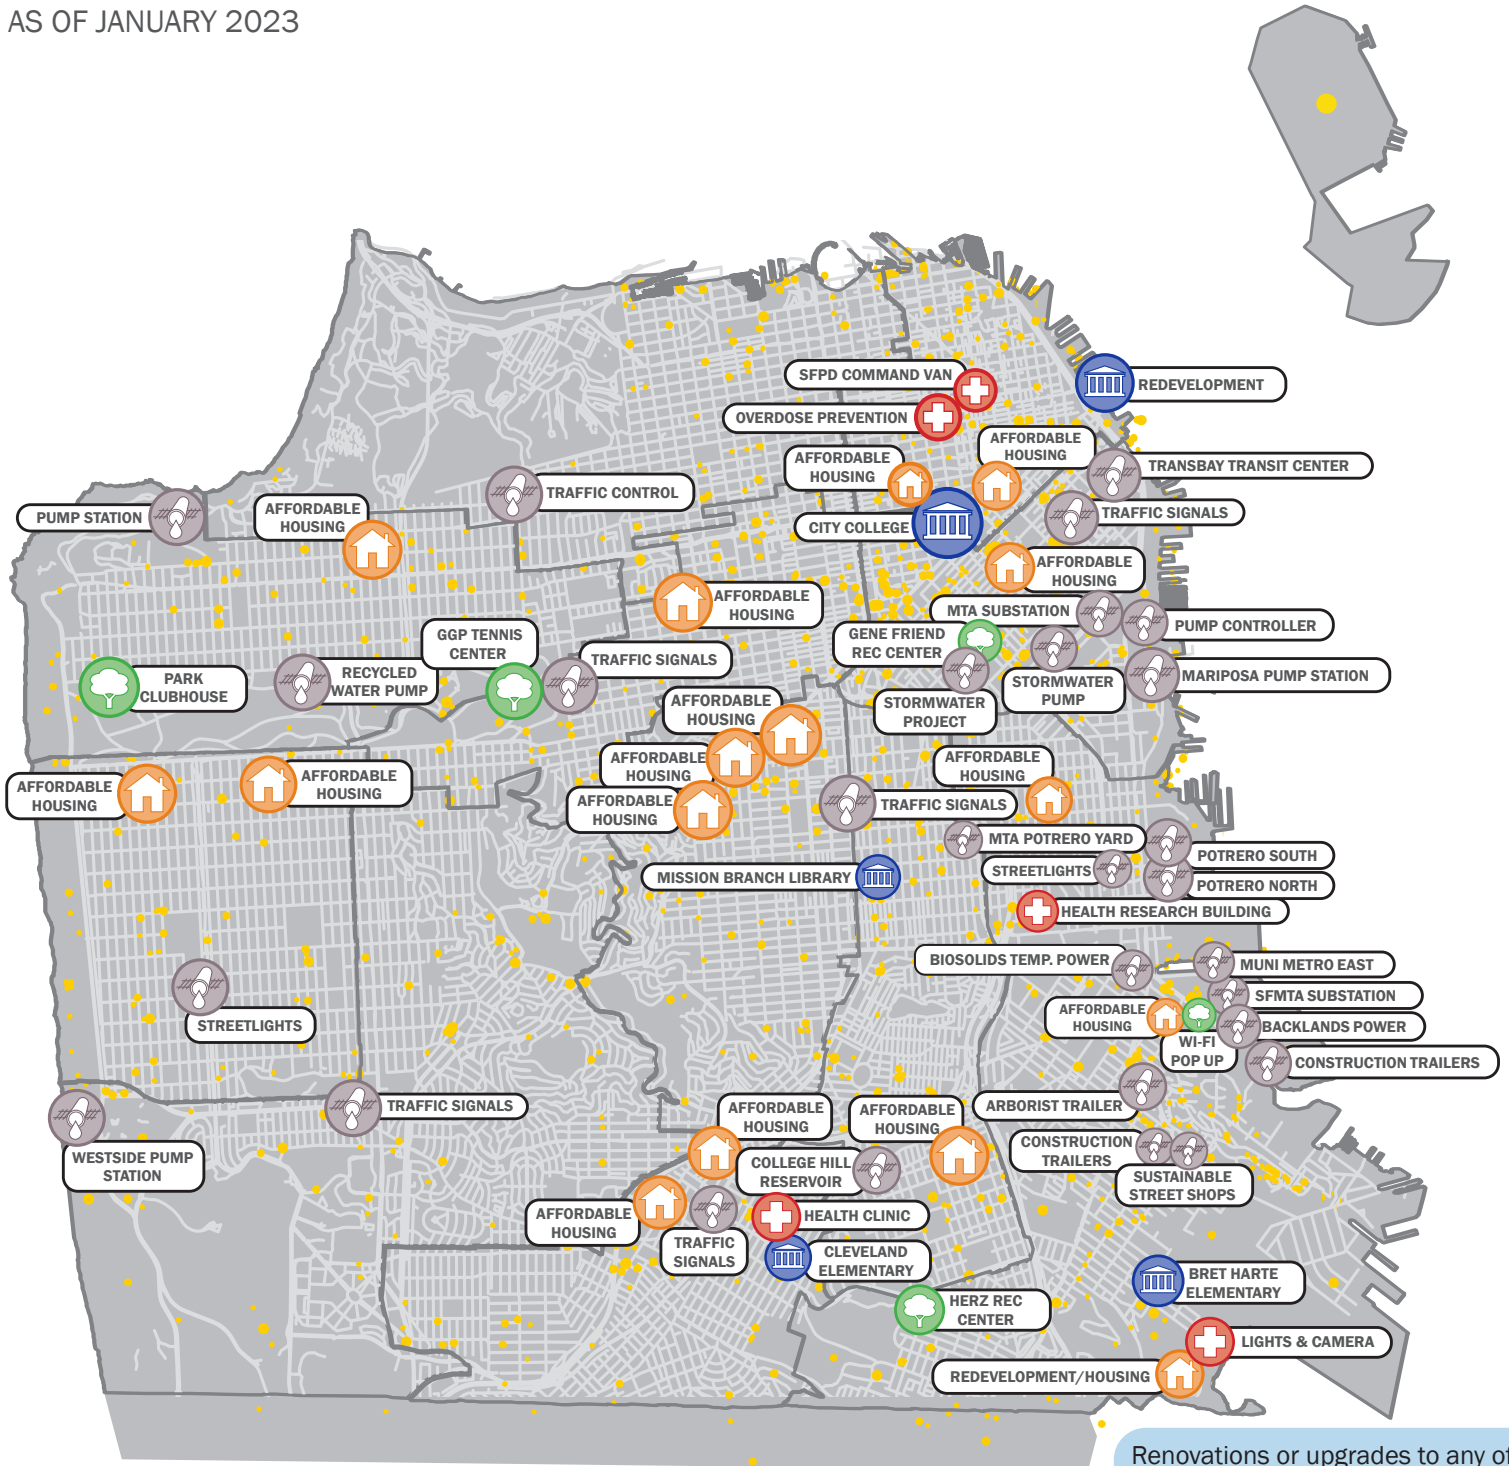 AS OF JANUARY 2023
SFPD COMMAND VAN
REDEVELOPMENT
OVERDOSE PREVENTION
AFFORDABLE
HOUSING
AFFORDABLE
HOUSING
TRANSBAY TRANSIT CENTER
TRAFFIC CONTROL
PUMP STATION
AFFORDABLE
HOUSING
CITY COLLEGE
TRAFFIC SIGNALS
AFFORDABLE
HOUSING
AFFORDABLE
HOUSING
MTA SUBSTATION
PUMP CONTROLLER
GENE FRIEND
REC CENTER
GGP TENNIS
CENTER
TRAFFIC SIGNALS
PARK
CLUBHOUSE
RECYCLED
WATER PUMP
STORMWATER
PUMP
MARIPOSA PUMP STATION
STORMWATER
PROJECT
AFFORDABLE
HOUSING
AFFORDABLE
HOUSING
AFFORDABLE
HOUSING
AFFORDABLE
HOUSING
AFFORDABLE
HOUSING
AFFORDABLE
HOUSING
TRAFFIC SIGNALS
MTA POTRERO YARD
POTRERO SOUTH
STREETLIGHTS
POTRERO NORTH
MISSION BRANCH LIBRARY
HEALTH RESEARCH BUILDING
BIOSOLIDS TEMP. POWER
MUNI METRO EAST
SFMTA SUBSTATION
AFFORDABLE
HOUSING
BACKLANDS POWER
WI-FI
POP UP
CONSTRUCTION TRAILERS
STREETLIGHTS
TRAFFIC SIGNALS
ARBORIST TRAILER
AFFORDABLE
HOUSING
AFFORDABLE
HOUSING
CONSTRUCTION
TRAILERS
SUSTAINABLE
STREET SHOPS
WESTSIDE PUMP
STATION
COLLEGE HILL
RESERVOIR
AFFORDABLE
HOUSING
HEALTH CLINIC
TRAFFIC
SIGNALS
CLEVELAND
ELEMENTARY
BRET HARTE
ELEMENTARY
HERZ REC
CENTER
LIGHTS & CAMERA
REDEVELOPMENT/HOUSING
Renovations or upgrades to any of